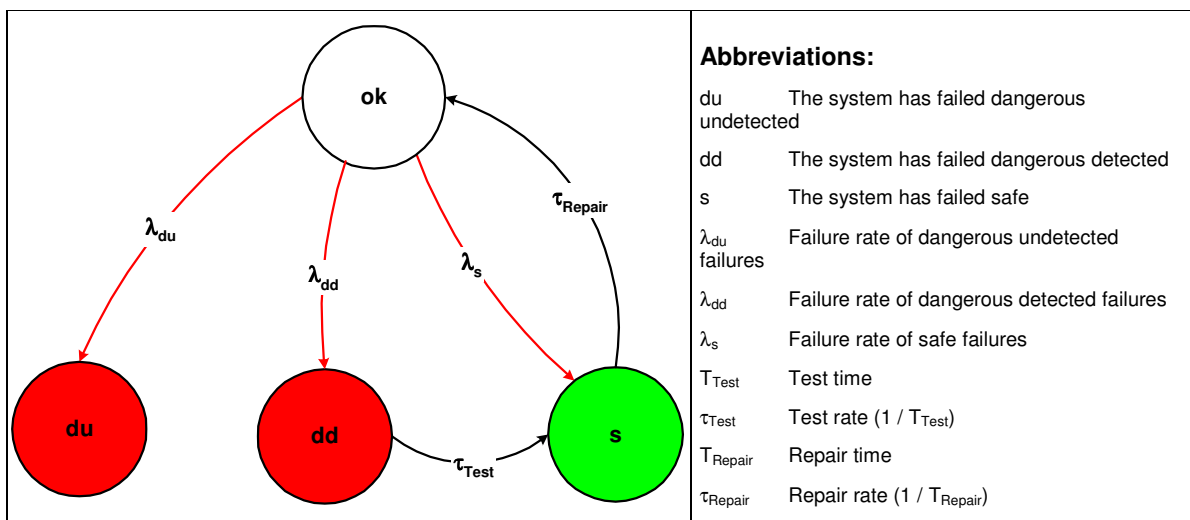 ok
τRepair
λdu
λdd
λs
du
dd
s
τTest
Abbreviations:
du The system has failed dangerous
undetected
dd The system has failed dangerous detected
s The system has failed safe
λdu Failure rate of dangerous undetected
failures
λdd Failure rate of dangerous detected failures
λs Failure rate of safe failures
TTest Test time
τTest Test rate (1 / TTest)
TRepair Repair time
τRepair Repair rate (1 / TRepair)